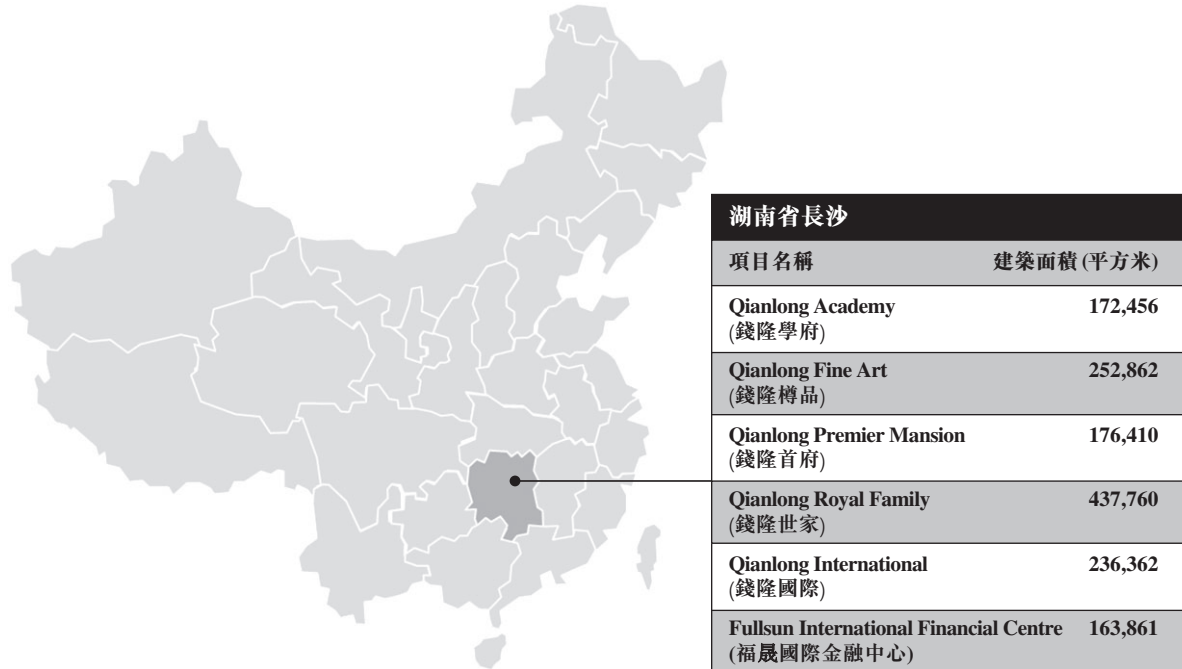 湖南省長沙
項目名稱 建築面積(平方米)
Qianlong Academy 172,456
(錢隆學府)
Qianlong Fine Art 252,862
(錢隆樽品)
Qianlong Premier Mansion 176,410
(錢隆首府)
Qianlong Royal Family 437,760
(錢隆世家)
Qianlong International 236,362
(錢隆國際)
Fullsun International Financial Centre 163,861
(福晟國際金融中心)